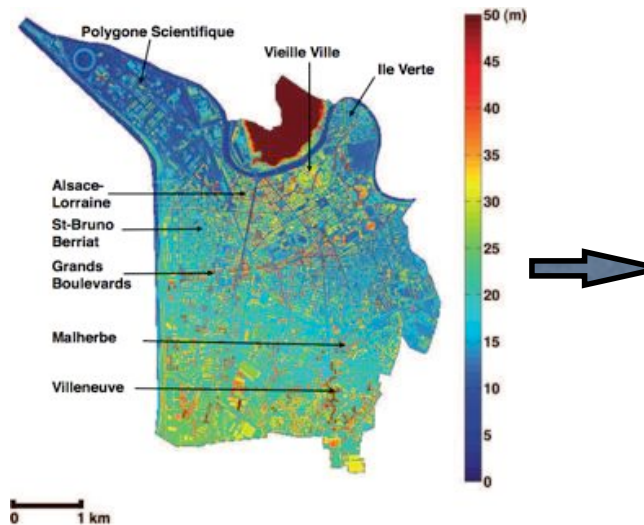 Polygone Scientifique
Vieille Ville
Ile Verte
Alsace-
Lorraine
St-Bruno
Berriat
Grands
Boulevards
Malherbe
Villeneuve
50 (m)
45
40
35
30
25
20
15
10
5
0
0 1 km